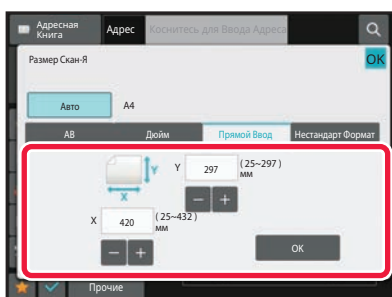 Адресная
Книга
Адрес
Коснитесь для Ввода Адреса
Размер Скан-Я
OK
Авто
A4
AB
Дюйм
Прямой Ввод
Нестандарт Формат
Y
X
Y
297
(25~297)
мм
X
420
(25~432)
мм
OK
Прочие